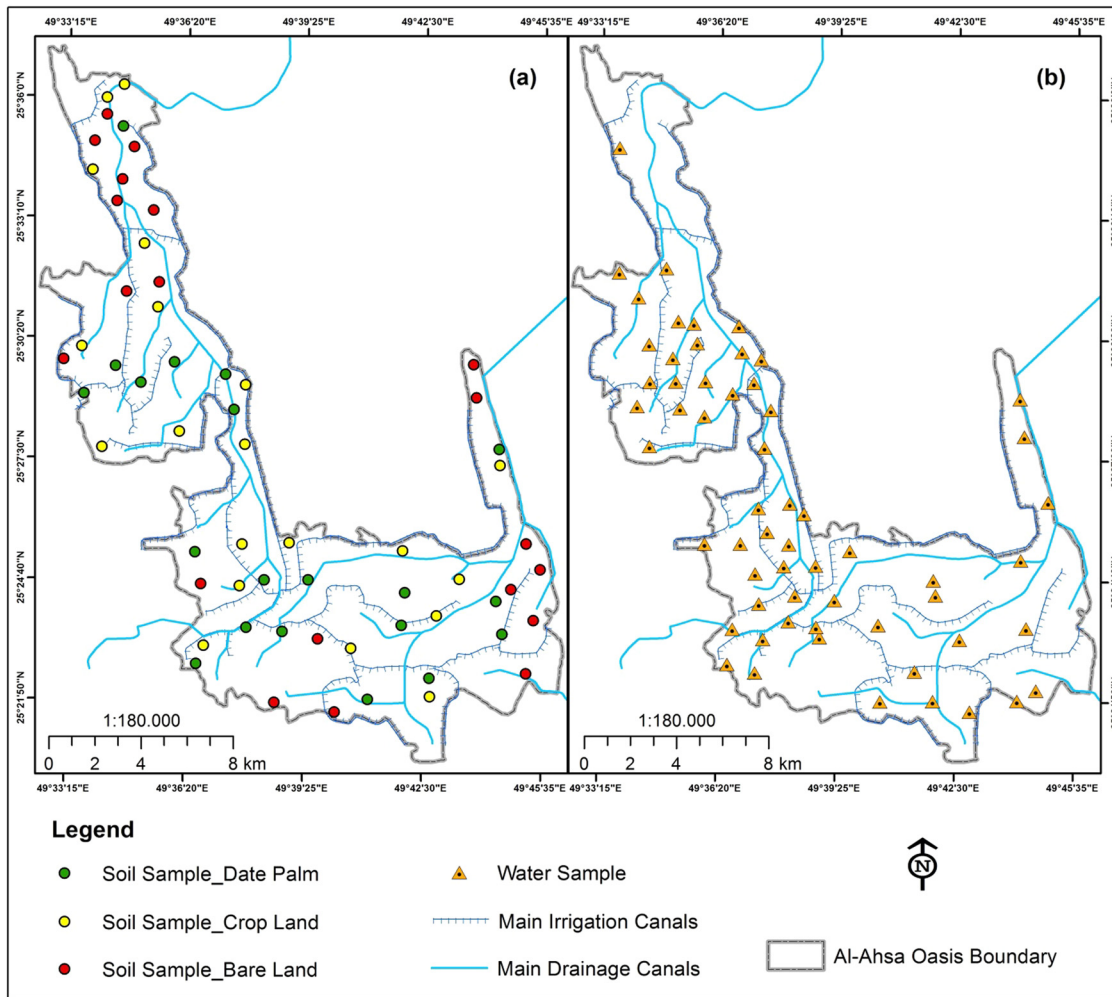 49°33'15"E 49°36'20"E 49°39'25"E 49°42'30"E 49°45'35"E 49°33'15"E 49°36'20"E 49°39'25"E 49°42'30"E 49°45'35"E
(a) (b)
25°36'0"N
25°33'10"N
25°30'20"N
25°27'30"N
25°24'40"N
25°21'50"N
1:180.000 1:180.000
0 2 4 8 km 0 2 4 8 km
49°33'15"E 49°36'20"E 49°39'25"E 49°42'30"E 49°45'35"E 49°33'15"E 49°36'20"E 49°39'25"E 49°42'30"E 49°45'35"E
Legend
Soil Sample_Date Palm Water Sample N
Soil Sample_Crop Land Main Irrigation Canals
Soil Sample_Bare Land Main Drainage Canals Al-Ahsa Oasis Boundary